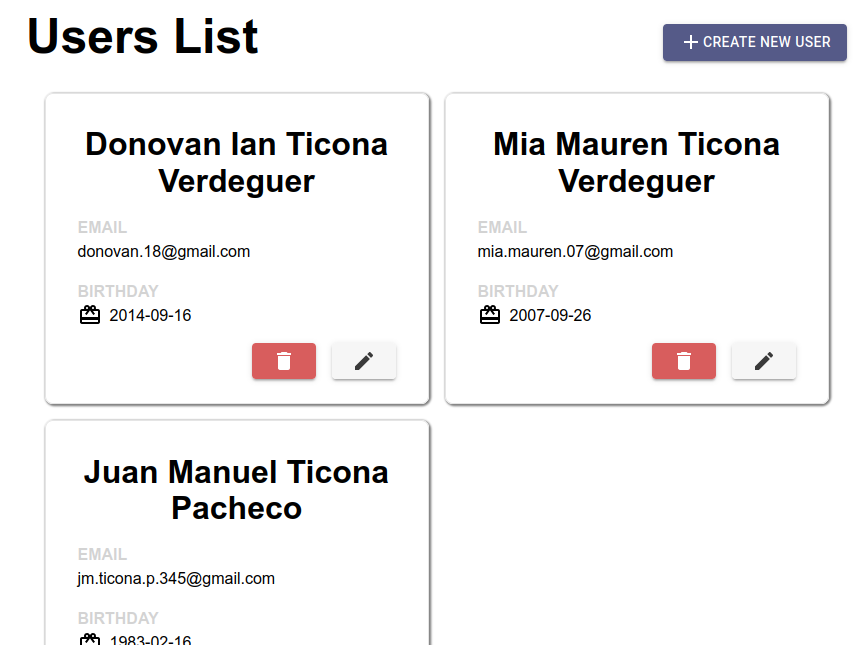 Users List
CREATE NEW USER
Donovan Ian Ticona
Verdeguer
EMAIL
donovan.18@gmail.com
BIRTHDAY
2014-09-16
Mia Mauren Ticona
Verdeguer
EMAIL
mia.mauren.07@gmail.com
BIRTHDAY
2007-09-26
Juan Manuel Ticona
Pacheco
EMAIL
jm.ticona.p.345@gmail.com
BIRTHDAY
1983-02-16